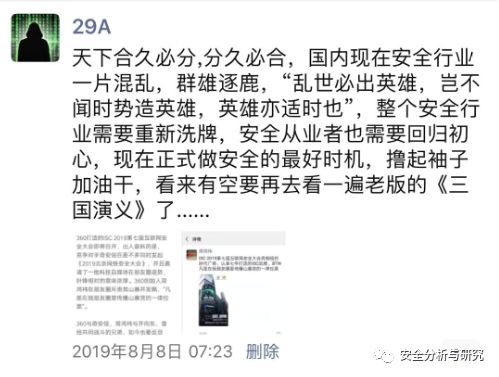 29A
天下合久必分,分久必合，国内现在安全行业
一片混乱，群雄逐鹿，“乱世必出英雄，岂不
闻时势造英雄，英雄亦适时也”，整个安全行
业需要重新洗牌，安全从业者也需要回归初
心，现在正式做安全的最好时机，撸起袖子
加油干，看来有空要再去看一遍老版的《三
国演义》了......
2019年8月8日 07:23 删除
安全分析与研究